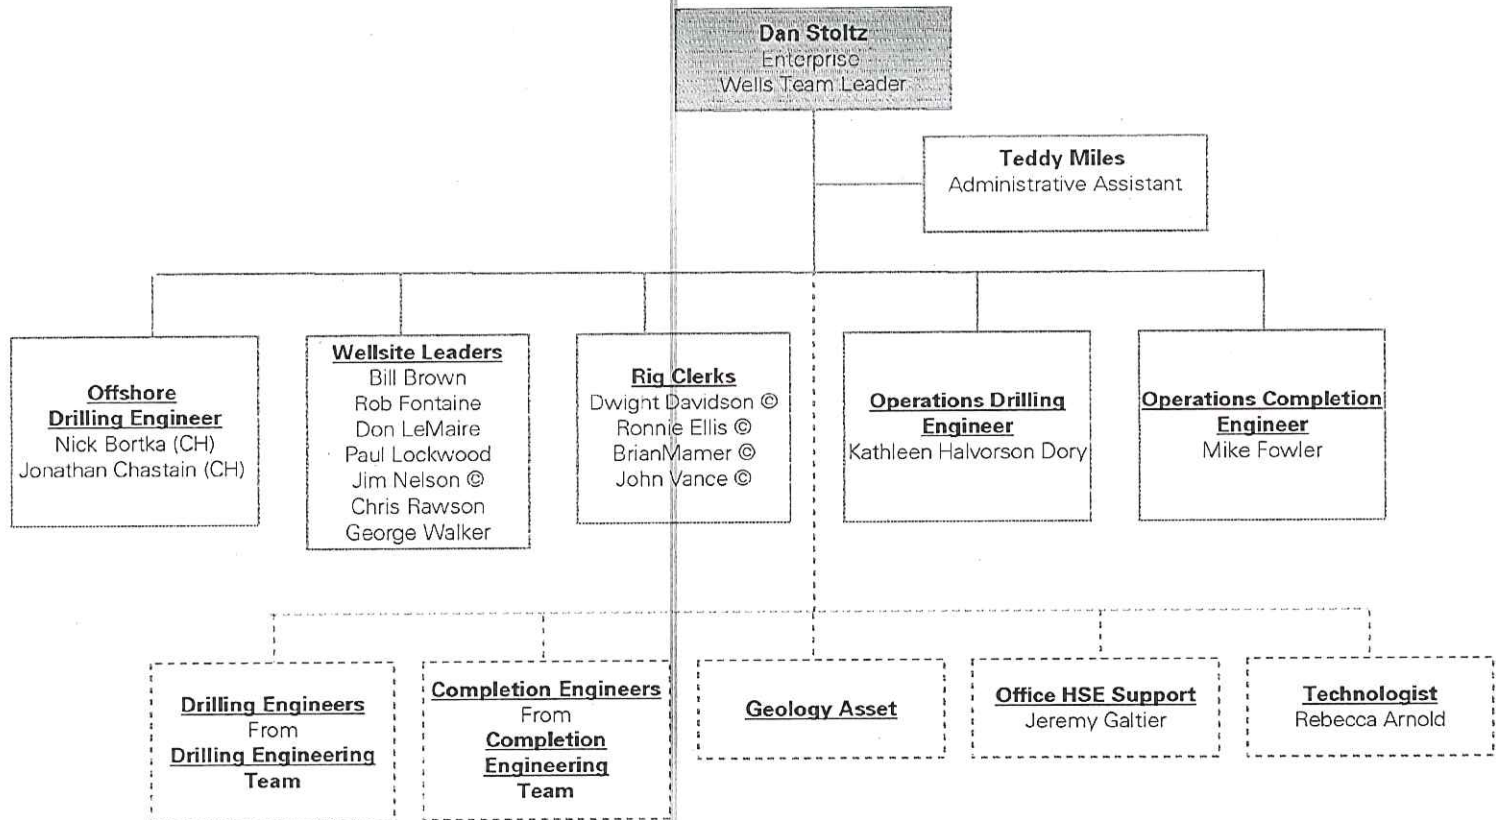 Dan Stoltz
Enterprise
Wells Team Leader
Teddy Miles
Administrative Assistant
Offshore
Drilling Engineer
Nick Bortka (CH)
Jonathan Chastain (CH)
Wellsite Leaders
Bill Brown
Rob Fontaine
Don LeMaire
Paul Lockwood
Jim Nelson ©
Chris Rawson
George Walker
Rig Clerks
Dwight Davidson ©
Ronnie Ellis ©
BrianMamer ©
John Vance ©
Operations Drilling
Engineer
Kathleen Halvorson Dory
Operations Completion
Engineer
Mike Fowler
Drilling Engineers
From
Drilling Engineering
Team
Completion Engineers
From
Completion
Engineering
Team
Geology Asset
Office HSE Support
Jeremy Galtier
Technologist
Rebecca Arnold